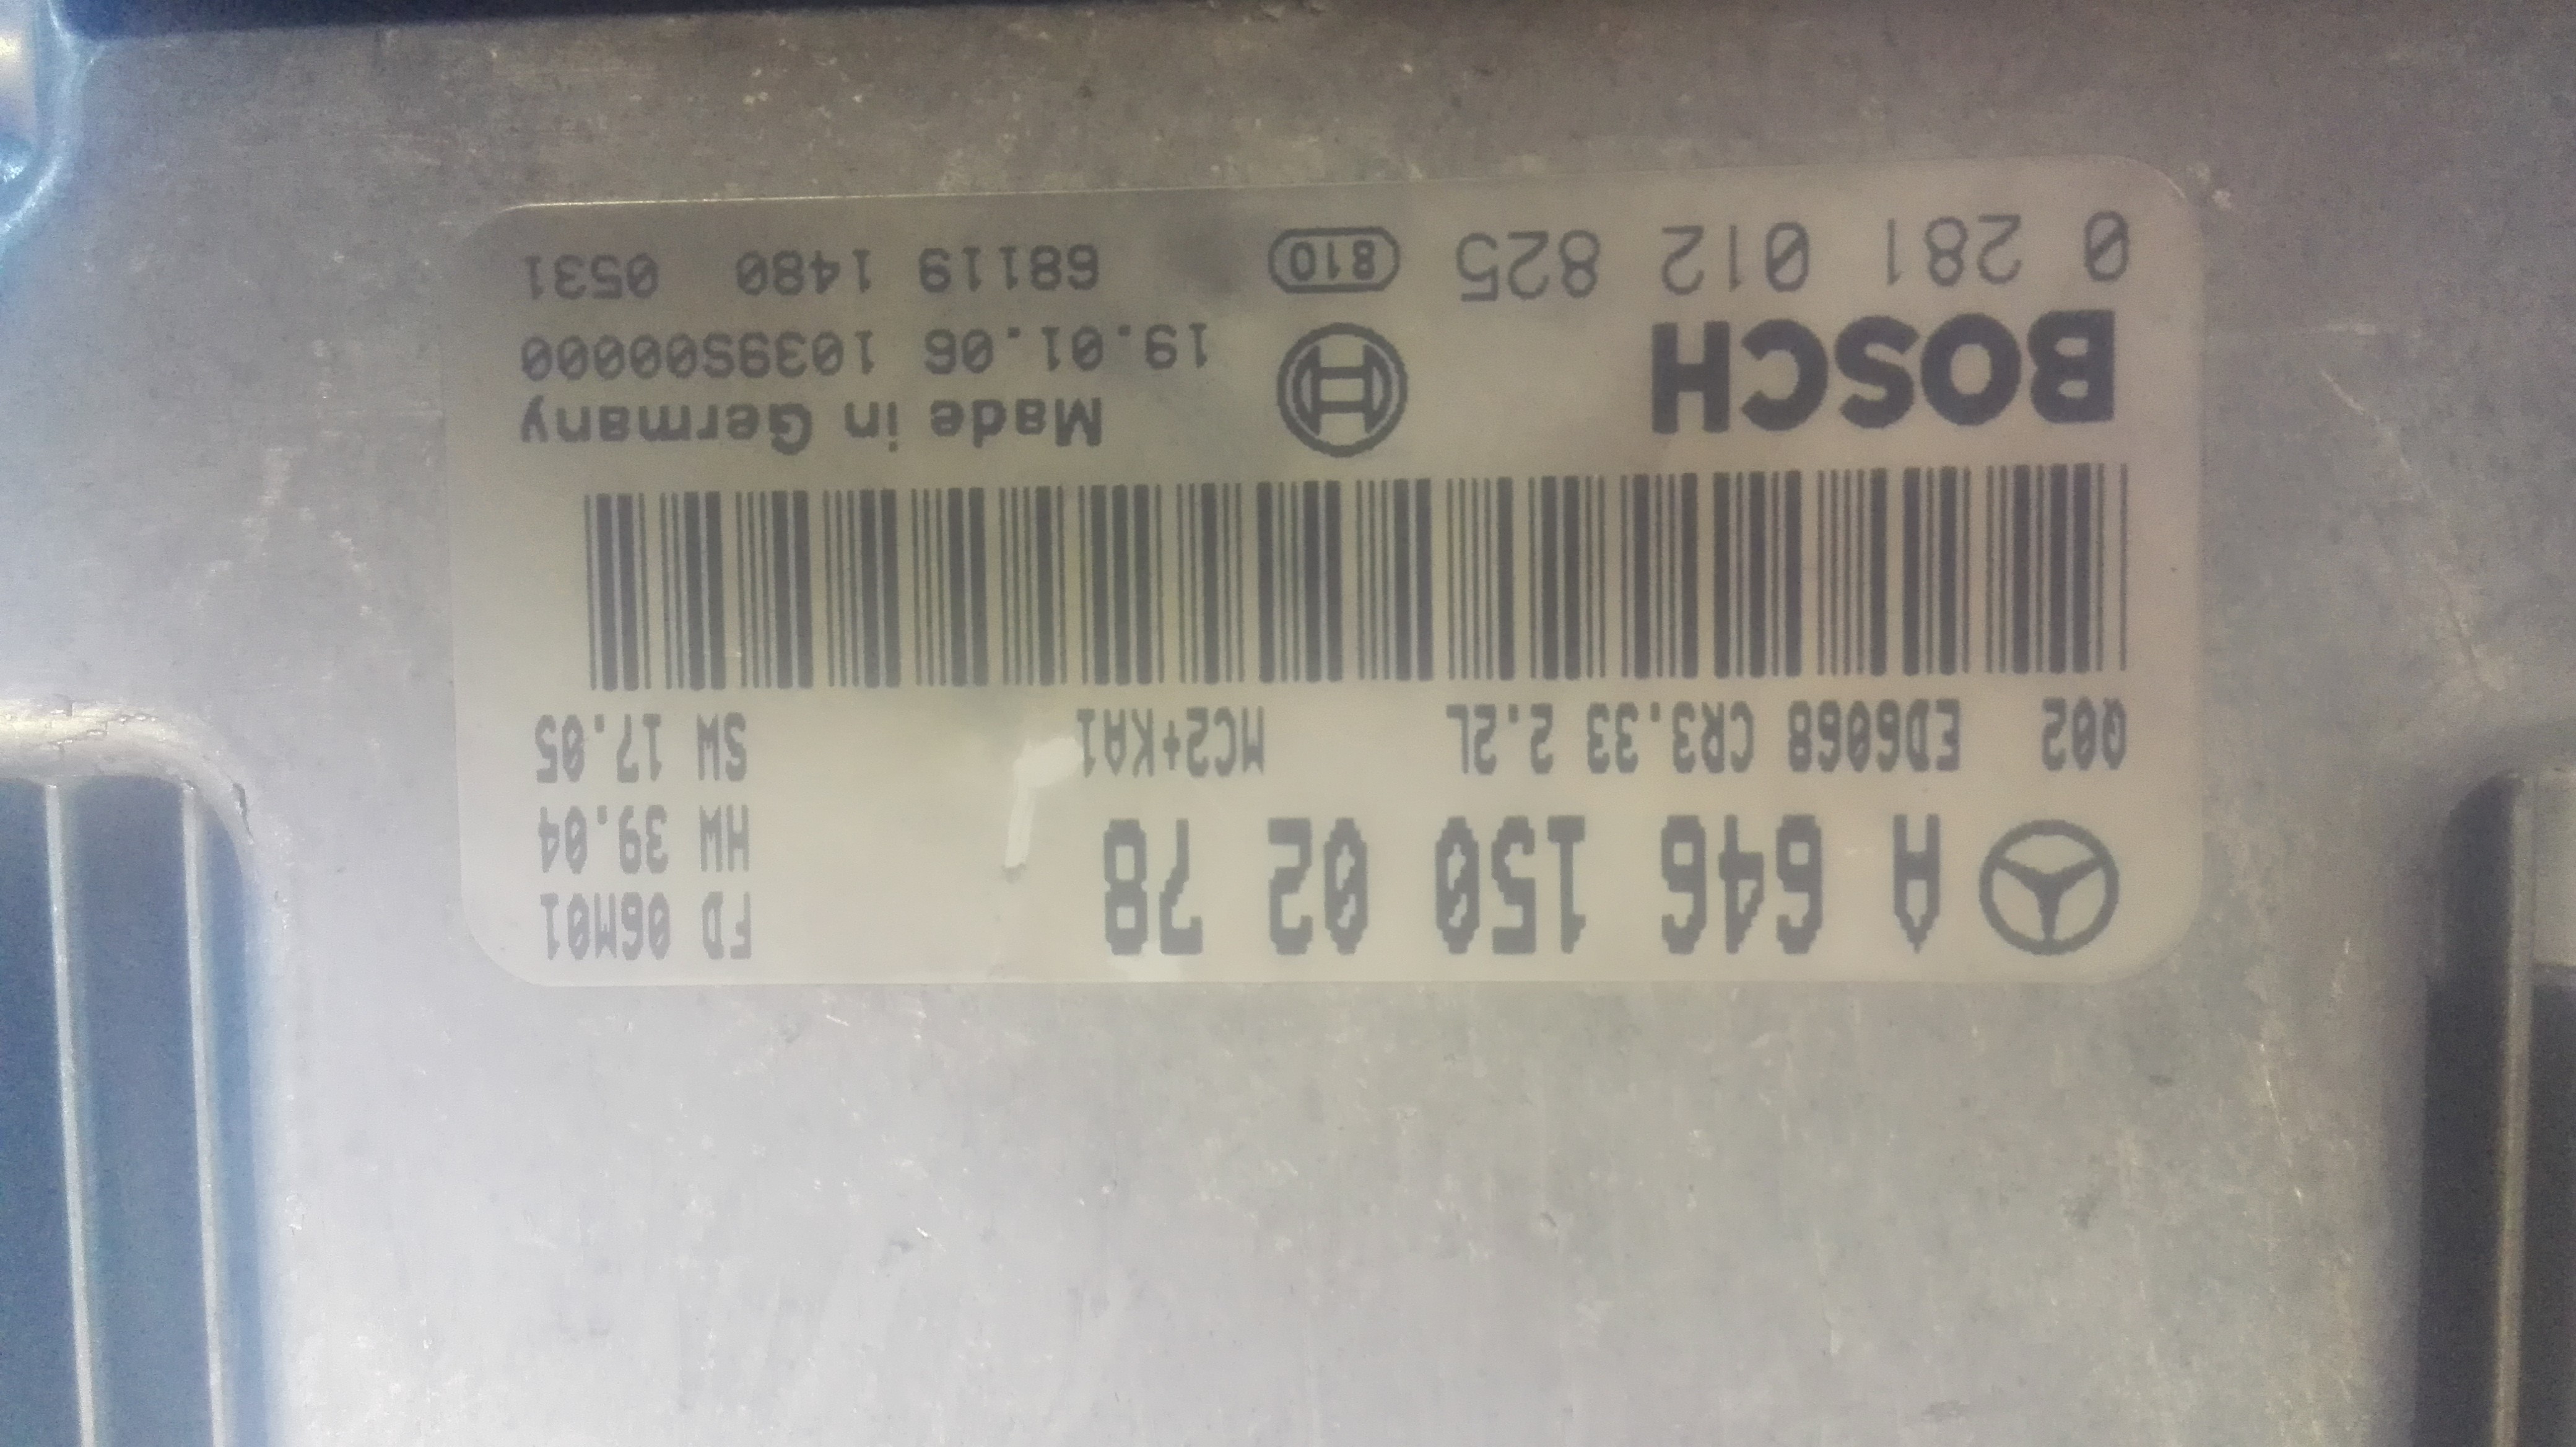 A 646 150 02 78 FD 06M01
HW 39.04
Q02 ED6068 CR3.33 2.2L MC2+KA1 SW 17.05
BOSCH Made in Germany
19.01.06 1039S00000
0 281 012 825 810 68119 1480 0531